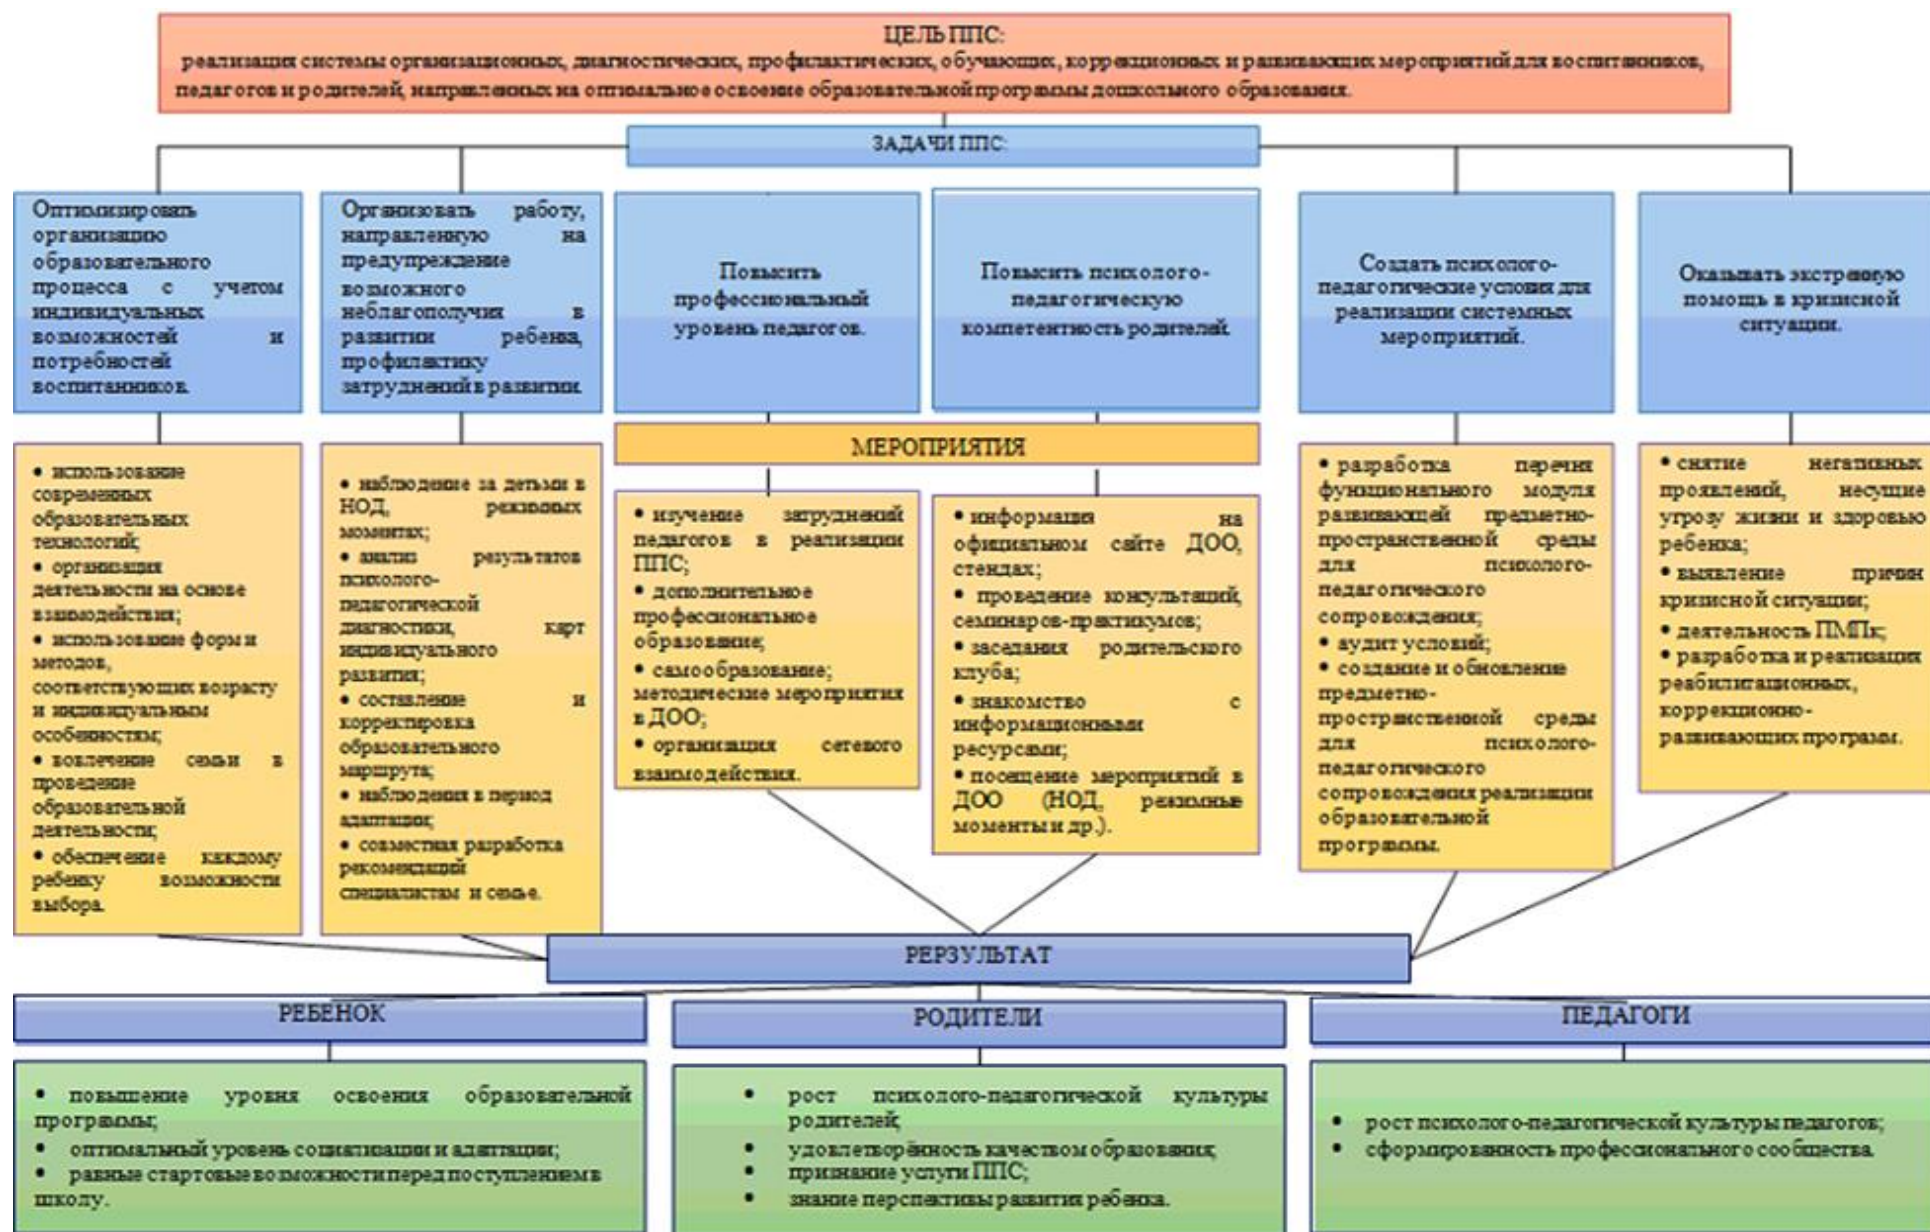 ЦЕЛЬ ППС:
реализация системы организационных, диагностических, профилактических, обучающих, коррекционных и развивающих мероприятий для воспитанников,
педагогов и родителей, направленных на оптимальное освоение образовательной программы дошкольного образования.
ЗАДАЧИ ППС:
Оптимизировать
организацию
образовательного
процесса с учетом
индивидуальных
возможностей и
потребностей
воспитанников.
Организовать работу,
направленную на
предупреждение
возможного
неблагополучия в
развитии ребенка,
профилактику
затруднений в развитии.
Повысить
профессиональный
уровень педагогов.
Повысить психолого-
педагогическую
компетентность родителей.
Создать психолого-
педагогические условия для
реализации системных
мероприятий.
Оказывать экстренную
помощь в кризисной
ситуации.
МЕРОПРИЯТИЯ
• использование
современных
образовательных
технологий;
• организация
деятельности на основе
взаимодействия;
• использование форм и
методов,
соответствующих возрасту
и индивидуальным
особенностям;
• вовлечение семьи в
проведение
образовательной
деятельности;
• обеспечение каждому
ребенку возможности
выбора.
• наблюдение за детьми в
НОД, режимных
моментах;
• анализ результатов
психолого-
педагогической
диагностики, карт
индивидуального
развития;
• составление и
корректировка
образовательного
маршрута;
• наблюдения в период
адаптации;
• совместная разработка
рекомендаций
специалистам и семье.
• изучение затруднений
педагогов в реализации
ППС;
• дополнительное
профессиональное
образование;
• самообразование;
методические мероприятия
в ДОО;
• организация сетевого
взаимодействия.
• информация на
официальном сайте ДОО,
стендах;
• проведение консультаций,
семинаров-практикумов;
• заседания родительского
клуба;
• знакомство с
информационными
ресурсами;
• посещение мероприятий в
ДОО (НОД, режимные
моменты и др.).
• разработка перечня
функционального модуля
развивающей предметно-
пространственной среды
для психолого-
педагогического
сопровождения;
• аудит условий;
• создание и обновление
предметно-
пространственной среды
для психолого-
педагогического
сопровождения реализации
образовательной
программы.
• снятие негативных
проявлений, несущие
угрозу жизни и здоровью
ребенка;
• выявление причин
кризисной ситуации;
• деятельность ПМПк;
• разработка и реализация
реабилитационных,
коррекционно-
развивающих программ.
РЕРЗУЛЬТАТ
РЕБЕНОК
• повышение уровня освоения образовательной
программы;
• оптимальный уровень социализации и адаптации;
• равные стартовые возможности перед поступлением в
школу.
РОДИТЕЛИ
• рост психолого-педагогической культуры
родителей;
• удовлетворённость качеством образования;
• признание услуги ППС;
• знание перспективы развития ребенка.
ПЕДАГОГИ
• рост психолого-педагогической культуры педагогов;
• сформированность профессионального сообщества.